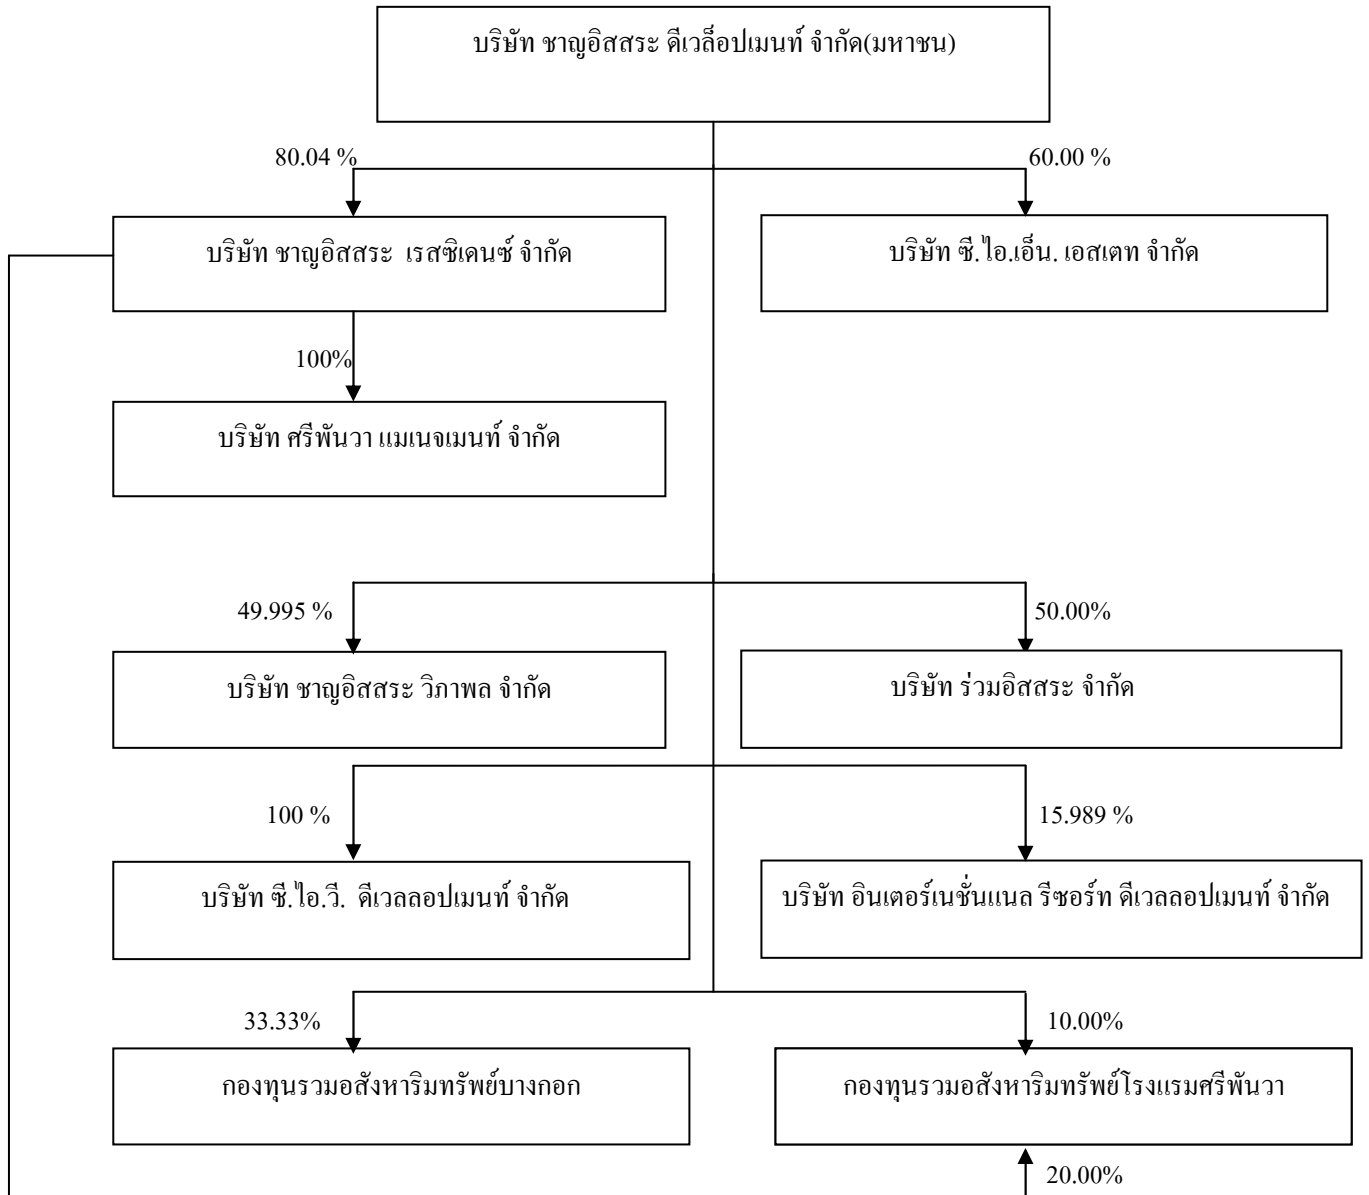 บริษัท ชาญอิสสระ ดีเวล็อปเมนท์ จำกัด(มหาชน)
80.04 %
60.00 %
บริษัท ชาญอิสสระ เรสซิเดนซ์ จำกัด
บริษัท ซี.ไอ.เอ็น. เอสเตท จำกัด
100%
บริษัท ศรีพันวา แมเนจเมนท์ จำกัด
49.995 %
50.00%
บริษัท ชาญอิสสระ วิภาพล จำกัด
บริษัท ร่วมอิสสระ จำกัด
100 %
15.989 %
บริษัท ซี.ไอ.วี. ดีเวลลอปเมนท์ จำกัด
บริษัท อินเตอร์เนชั่นแนล รีซอร์ท ดีเวลลอปเมนท์ จำกัด
33.33%
10.00%
กองทุนรวมอสังหาริมทรัพย์บางกอก
กองทุนรวมอสังหาริมทรัพย์โรงแรมศรีพันวา
20.00%